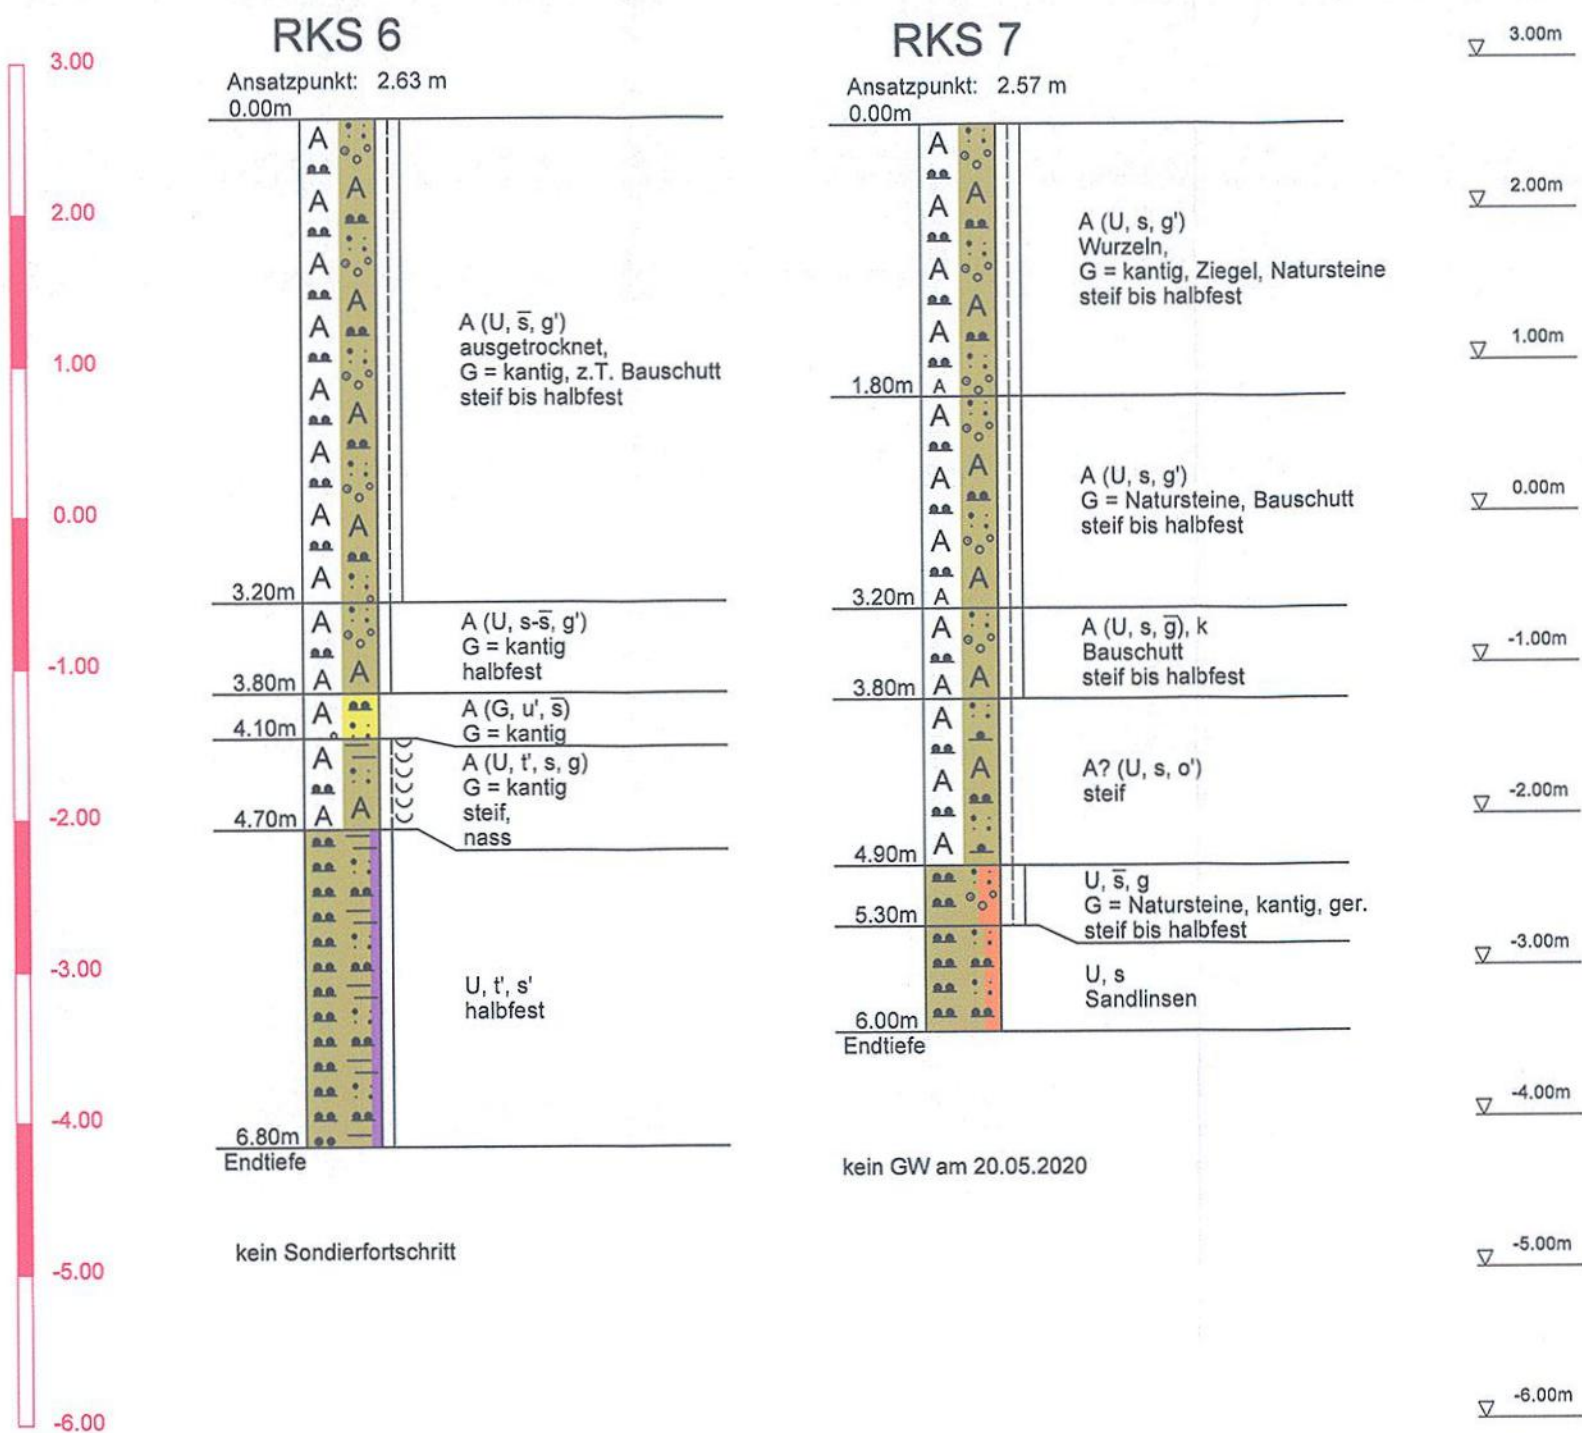 3.00
2.00
1.00
0.00
-1.00
-2.00
-3.00
-4.00
-5.00
-6.00
RKS 6
Ansatzpunkt: 2.63 m
0.00m
A (U, s̅, g')
ausgetrocknet,
G = kantig, z.T. Bauschutt
steif bis halbfest
3.20m
A (U, s-s̅, g')
G = kantig
halbfest
3.80m
A (G, u', s̅)
G = kantig
4.10m
A (U, t', s, g)
G = kantig
steif,
nass
4.70m
U, t', s'
halbfest
6.80m
Endtiefe
kein Sondierfortschritt
RKS 7
Ansatzpunkt: 2.57 m
0.00m
A (U, s, g')
Wurzeln,
G = kantig, Ziegel, Natursteine
steif bis halbfest
1.80m
A (U, s, g')
G = Natursteine, Bauschutt
steif bis halbfest
3.20m
A (U, s, g̅), k
Bauschutt
steif bis halbfest
3.80m
A? (U, s, o')
steif
4.90m
U, s̅, g
G = Natursteine, kantig, ger.
steif bis halbfest
5.30m
U, s
Sandlinsen
6.00m
Endtiefe
kein GW am 20.05.2020
3.00m
2.00m
1.00m
0.00m
-1.00m
-2.00m
-3.00m
-4.00m
-5.00m
-6.00m